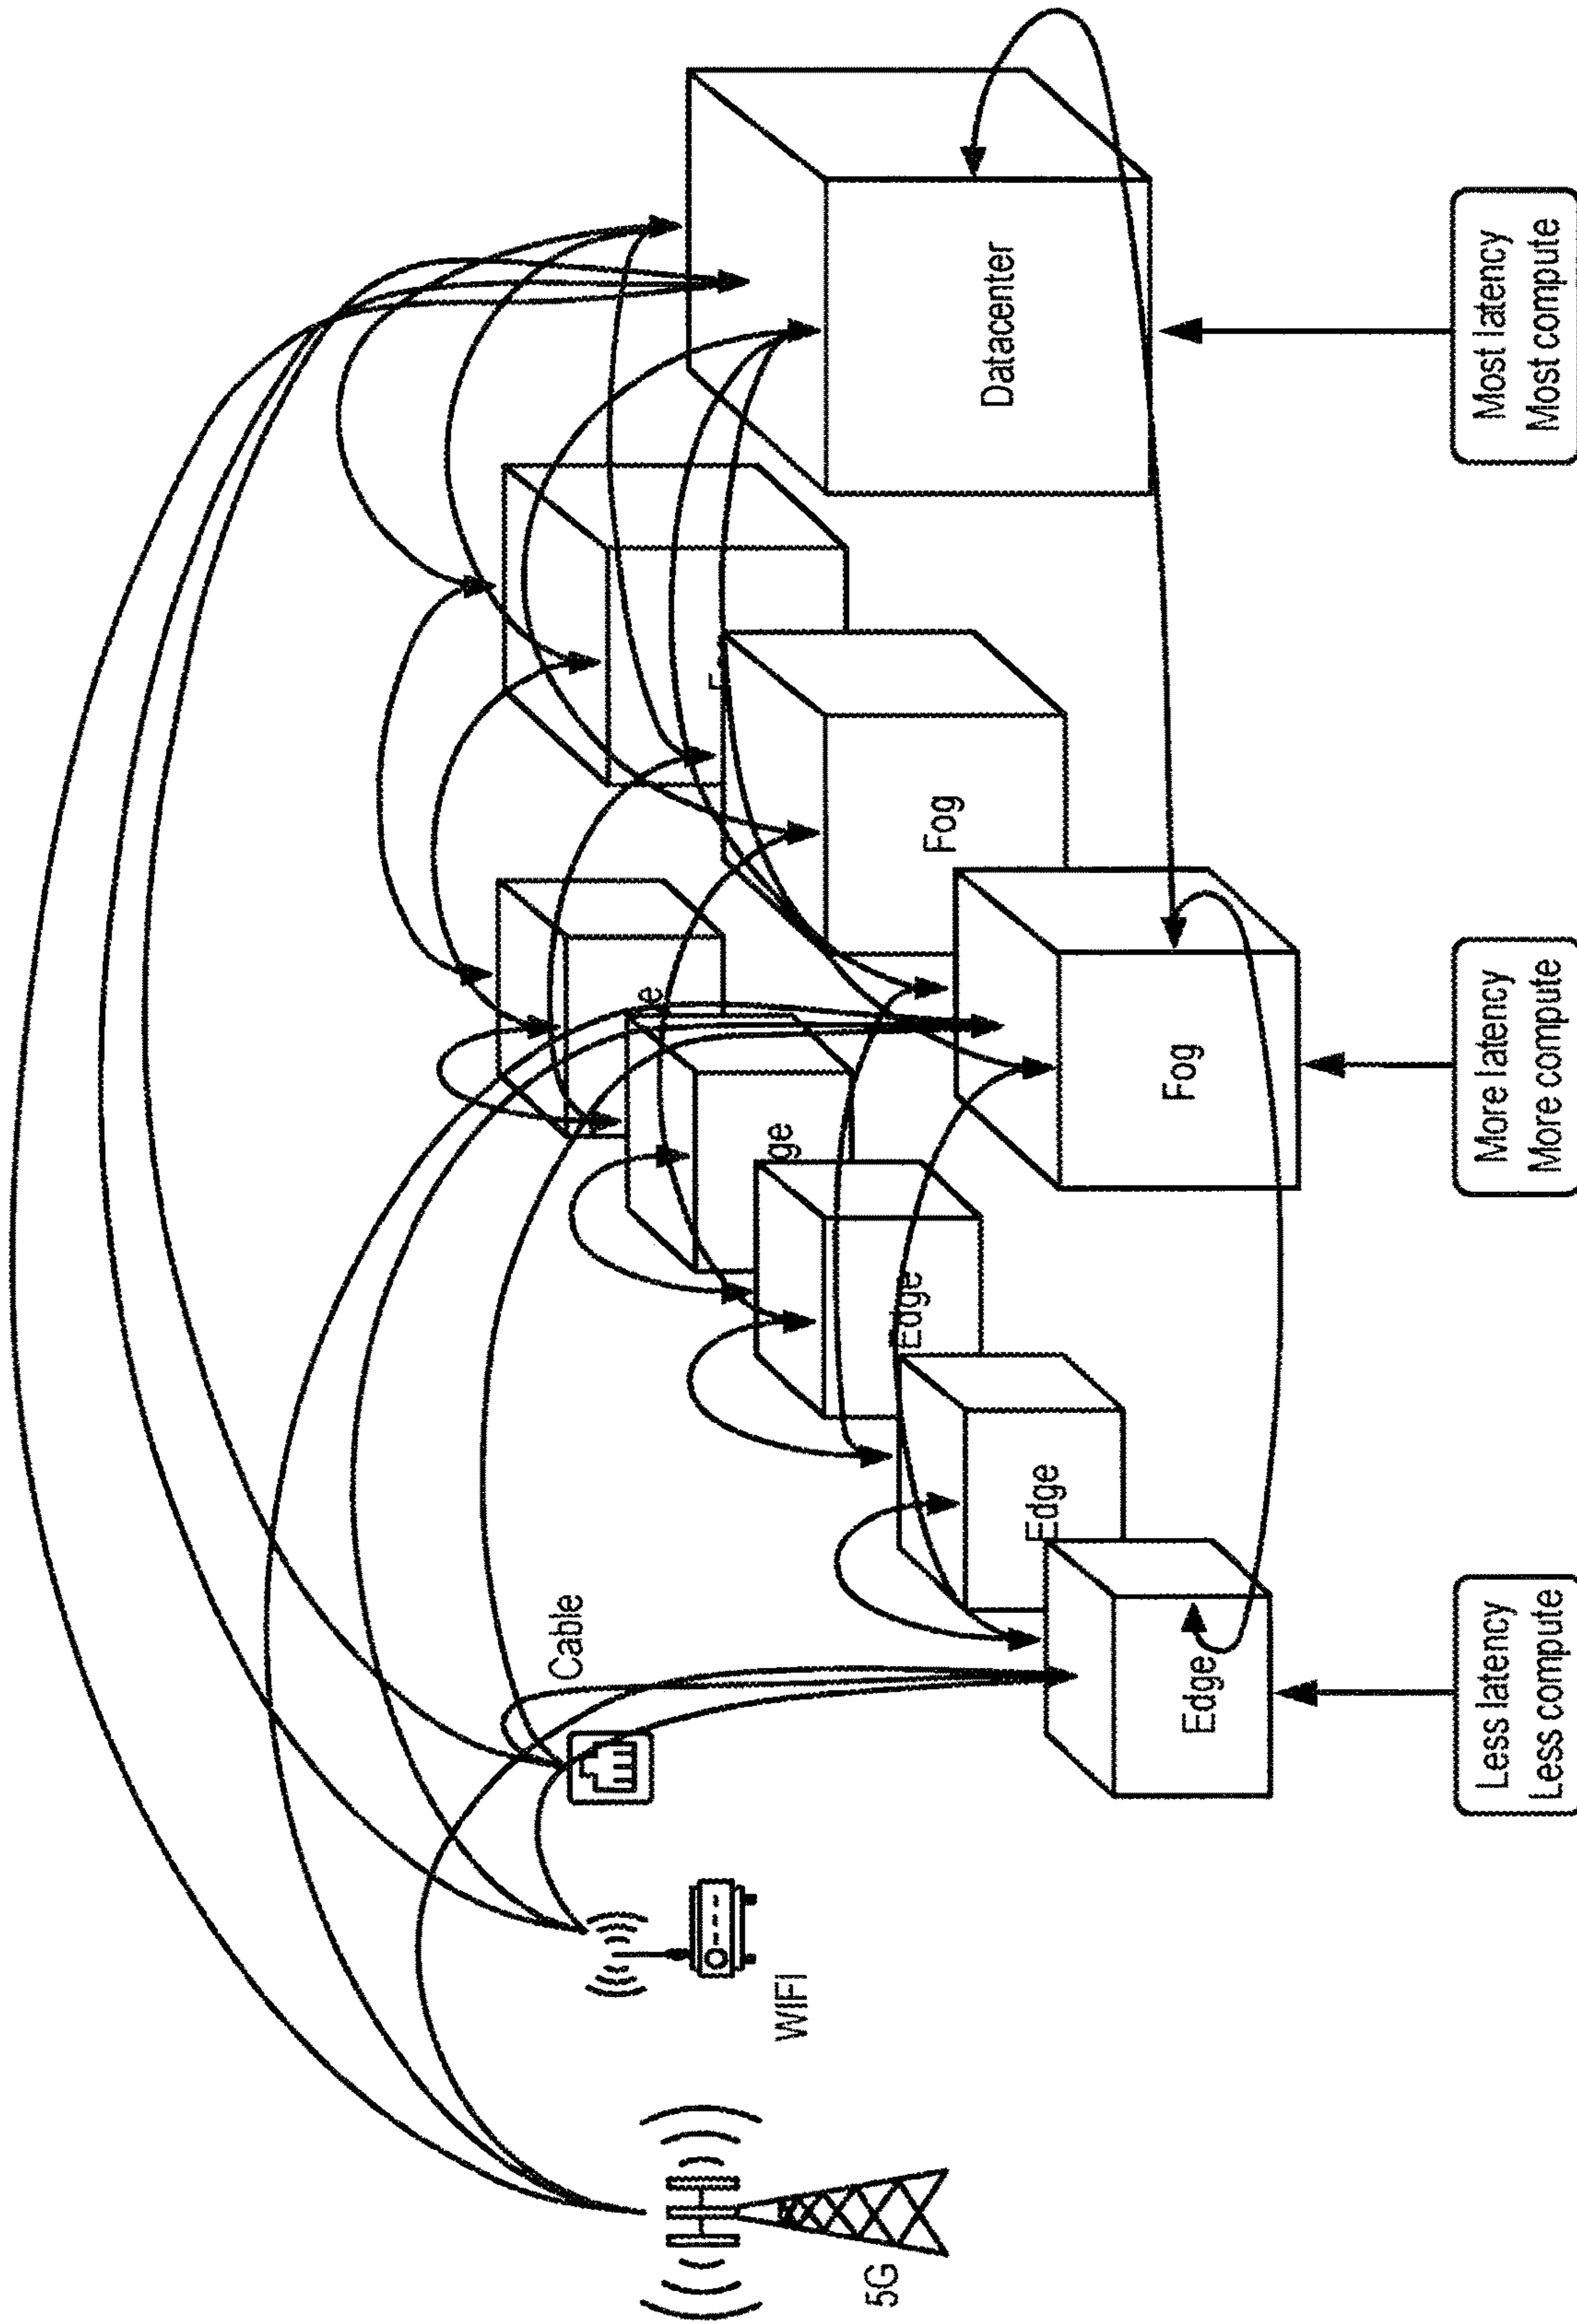 Cable
e
ge
WIFI
5G
Edge
Fog
Datacenter
Edge
Fog
Edge
Less latency
Less compute
More latency
More compute
Most latency
Most compute